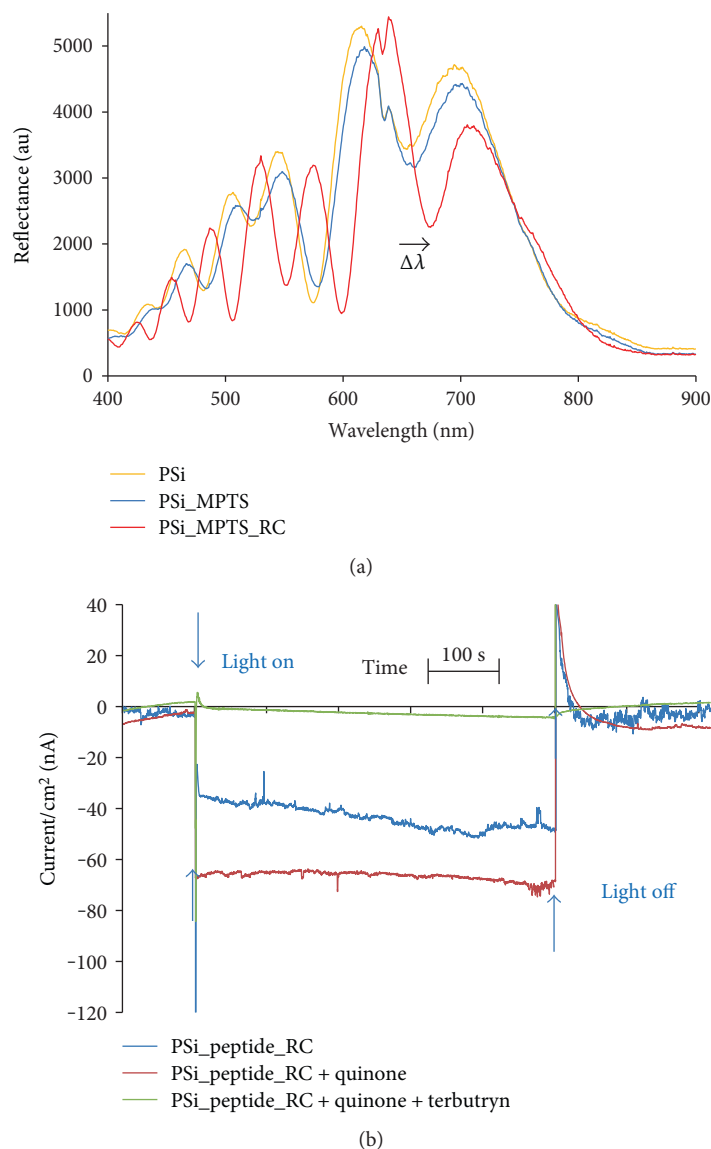 5000
4000
3000
2000
1000
0
Reflectance (au)
Δλ
400
500
600
700
800
900
Wavelength (nm)
PSi
PSi_MPTS
PSi_MPTS_RC
(a)
40
20
0
-20
-40
-60
-80
-100
-120
Current/cm² (nA)
Light on
Time
100 s
Light off
PSi_peptide_RC
PSi_peptide_RC + quinone
PSi_peptide_RC + quinone + terbutryn
(b)